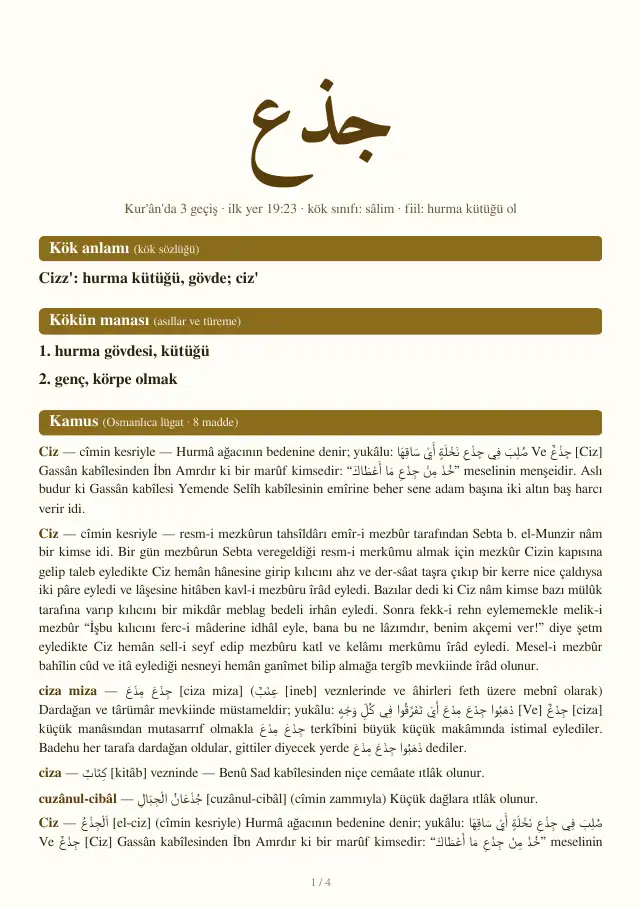 جذع
Kur'ân'da 3 geçiş · ilk yer 19:23 · kök sınıfı: sâlim · fiil: hurma kütüğü ol
Kök anlamı (kök sözlüğü)
Cizz': hurma kütüğü, gövde; ciz'
Kökün manası (asıllar ve türeme)
1. hurma gövdesi, kütüğü
2. genç, körpe olmak
Kamus (Osmanlıca lügat · 8 madde)
Ciz — cîmin kesriyle — Hurmâ ağacının bedenine denir; yukâlu: صُلِبَ فِي جِذْعِ نَخْلَةٍ أَيْ سَاقِهَا Ve جِذْعٌ [Ciz]
Gassân kabîlesinden İbn Amrdır ki bir marûf kimsedir: “خُذْ مِنْ جِذْعِ مَا أَعْطَاكَ” meselinin menşeidir. Aslı
budur ki Gassân kabîlesi Yemende Selîh kabîlesinin emîrine beher sene adam başına iki altın baş harcı
verir idi.
Ciz — cîmin kesriyle — resm-i mezkûrun tahsîldârı emîr-i mezbûr tarafından Sebta b. el-Munzir nâm
bir kimse idi. Bir gün mezbûrun Sebta veregeldiği resm-i merkûmu almak için mezkûr Cizin kapısına
gelip taleb eyledikte Ciz hemân hânesine girip kılıcını ahz ve der-sâat taşra çıkıp bir kerre nice çaldıysa
iki pâre eyledi ve lâşesine hitâben kavl-i mezbûru îrâd eyledi. Bazılar dedi ki Ciz nâm kimse bazı mülûk
tarafına varıp kılıcını bir mikdâr meblag bedeli irhân eyledi. Sonra fekk-i rehn eylememekle melik-i
mezbûr “İşbu kılıcını ferc-i mâderine idhâl eyle, bana bu ne lâzımdır, benim akçemi ver!” diye şetm
eyledikte Ciz hemân sell-i seyf edip mezbûru katl ve kelâmı merkûmu îrâd eyledi. Mesel-i mezbûr
bahîlin cûd ve itâ eylediği nesneyi hemân ganîmet bilip almağa tergîb mevkiinde îrâd olunur.
ciza miza — جِذَعَ مِذَعَ [ciza miza] (عِنَبٌ [ineb] veznlerinde ve âhirleri feth üzere mebnî olarak)
Dardağan ve târümâr mevkiinde müstameldir; yukâlu: ذَهَبُوا جِذَعَ مِذَعَ أَيْ تَفَرَّقُوا فِي كُلِّ وَجْهٍ [Ve] جِذَعٌ [ciza]
küçük manâsından mutasarrıf olmakla جِذَعَ مِذَعَ terkîbini büyük küçük makâmında istimal eylediler.
Badehu her tarafa dardağan oldular, gittiler diyecek yerde ذَهَبُوا جِذَعَ مِذَعَ dediler.
ciza — كِتَابٌ [kitâb] vezninde — Benû Sad kabîlesinden niçe cemâate ıtlâk olunur.
cuzânul-cibâl — جُذْعَانُ الْجِبَالِ [cuzânul-cibâl] (cîmin zammıyla) Küçük dağlara ıtlâk olunur.
Ciz — اَلْجِذْعُ [el-ciz] (cîmin kesriyle) Hurmâ ağacının bedenine denir; yukâlu: صُلِبَ فِي جِذْعِ نَخْلَةٍ أَيْ سَاقِهَا
Ve جِذْعٌ [Ciz] Gassân kabîlesinden İbn Amrdır ki bir marûf kimsedir: “خُذْ مِنْ جِذْعِ مَا أَعْطَاكَ” meselinin
1 / 4